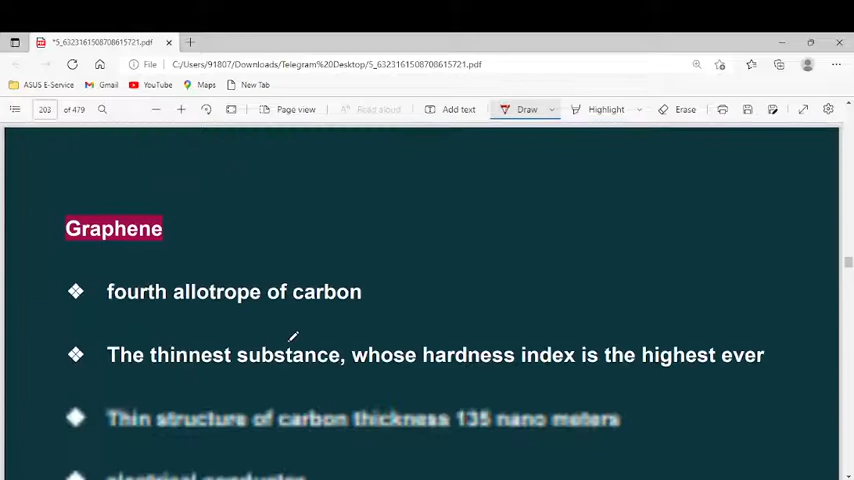 *5_6323161508708615721.pdf
File C:/Users/91807/Downloads/Telegram%20Desktop/5_6323161508708615721.pdf
ASUS E-Service Gmail YouTube Maps New Tab
203 of 479 Page view Read aloud Add text Draw Highlight Erase
Graphene
❖ fourth allotrope of carbon
❖ The thinnest substance, whose hardness index is the highest ever
Thin structure of carbon thickness 135 nano meters
electrical conductor